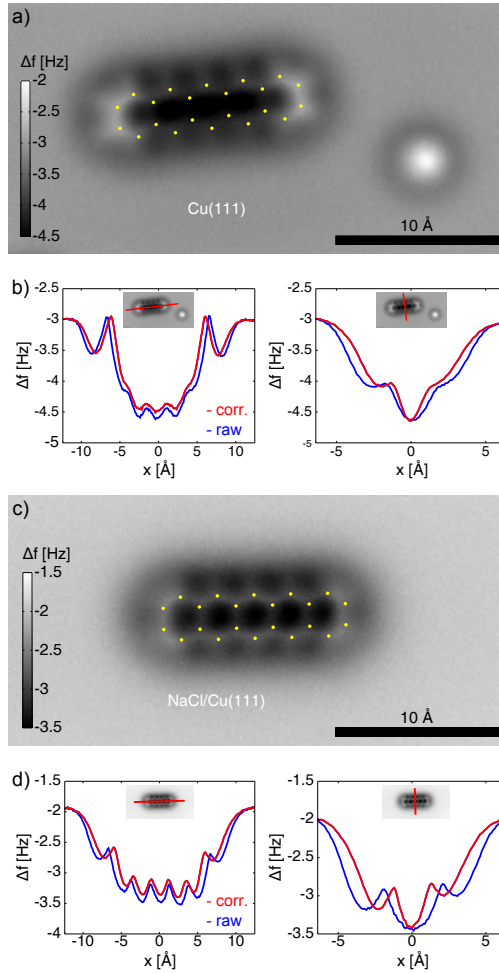 a)
Δf [Hz]
-2
-2.5
-3
-3.5
-4
-4.5
Cu(111)
10 Å
b)
-2.5
-3
-3.5
-4
-4.5
-5
Δf [Hz]
-10 -5 0 5 10
x [Å]
- corr.
- raw
-2.5
-3
-3.5
-4
-4.5
-5
Δf [Hz]
-5 0 5
x [Å]
c)
Δf [Hz]
-1.5
-2
-2.5
-3
-3.5
NaCl/Cu(111)
10 Å
d)
-1.5
-2
-2.5
-3
-3.5
-4
Δf [Hz]
-10 -5 0 5 10
x [Å]
- corr.
- raw
-1.5
-2
-2.5
-3
-3.5
Δf [Hz]
-5 0 5
x [Å]